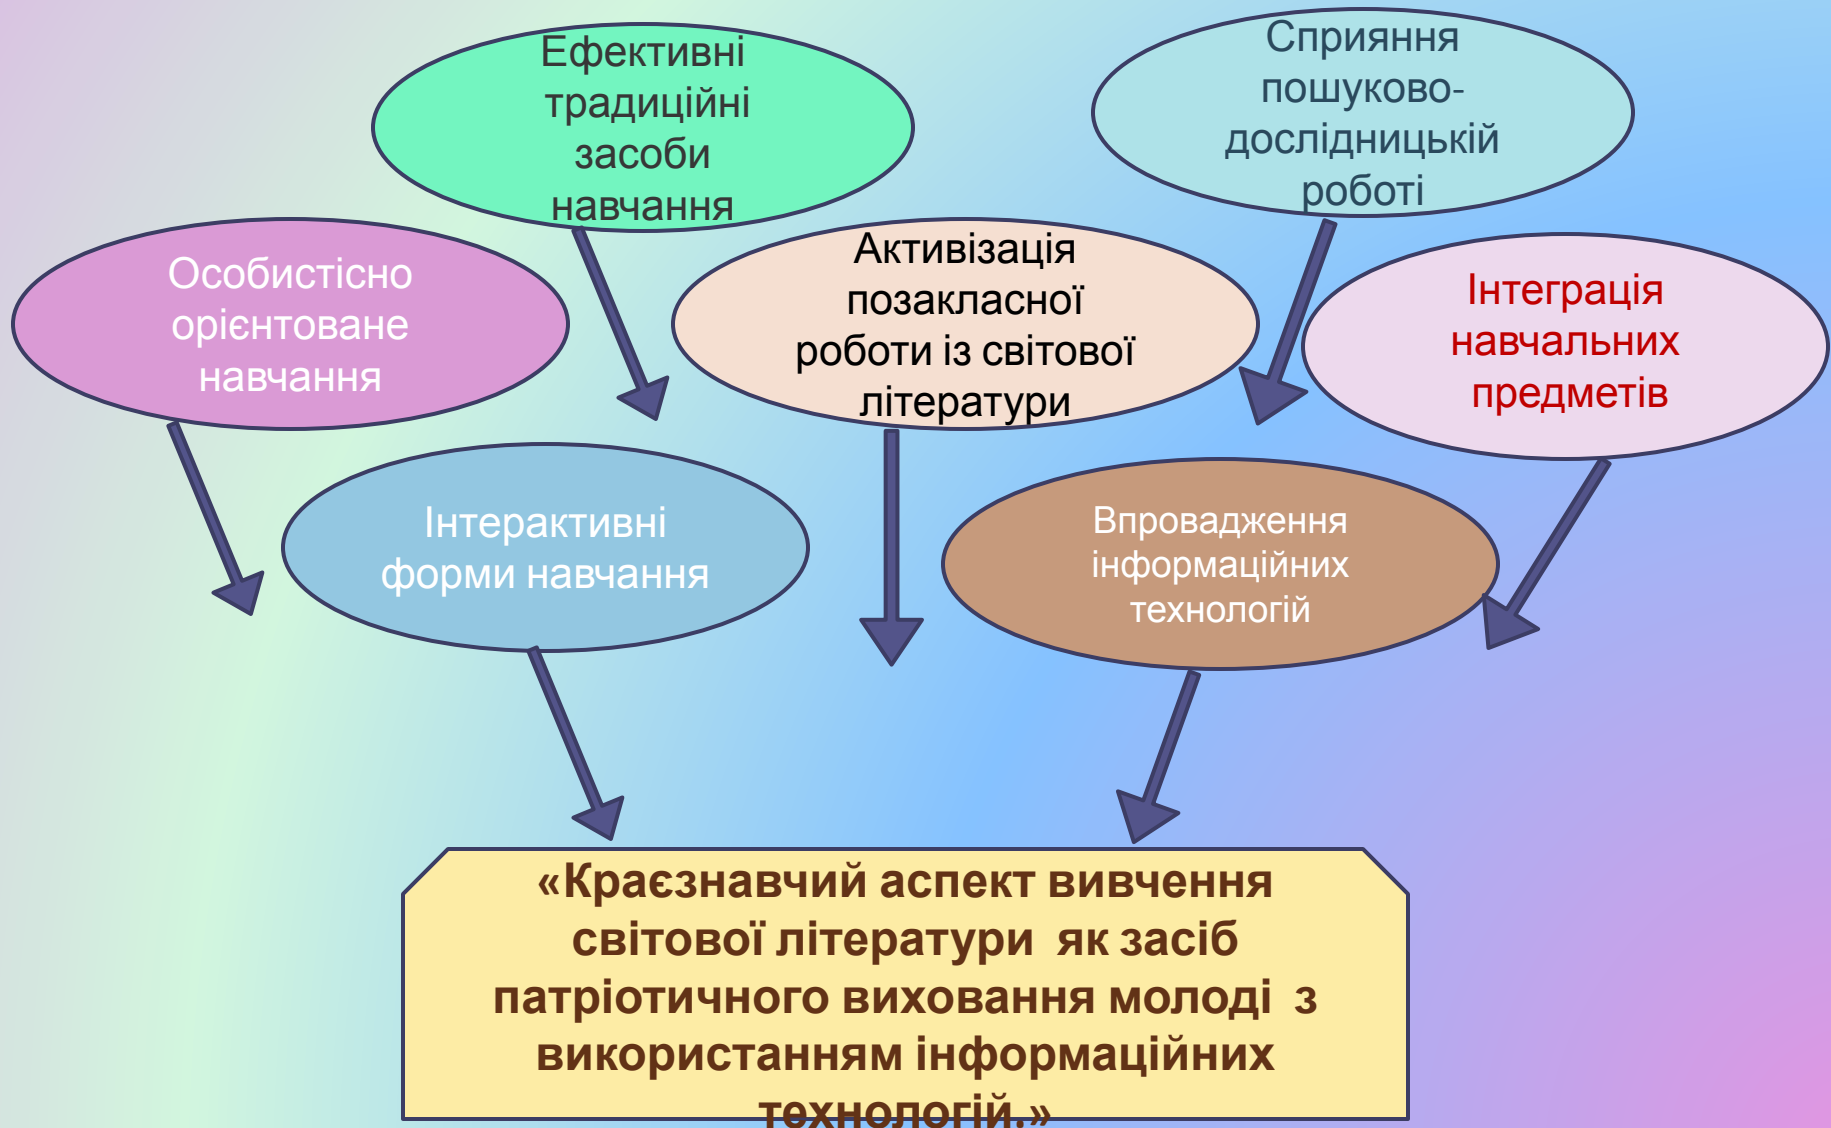 Ефективні
традиційні
засоби
навчання
Сприяння
пошуково-
дослідницькій
роботі
Особистісно
орієнтоване
навчання
Активізація
позакласної
роботи із світової
літератури
Інтеграція
навчальних
предметів
Інтерактивні
форми навчання
Впровадження
інформаційних
технологій
«Краєзнавчий аспект вивчення
світової літератури як засіб
патріотичного виховання молоді з
використанням інформаційних
технологій.»